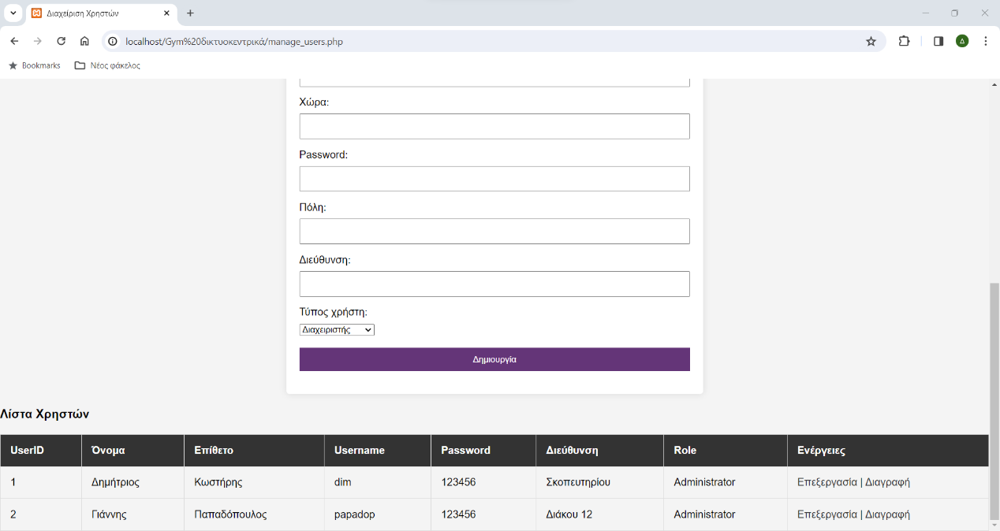 Διαχείριση Χρηστών
localhost/Gym%20δικτυοκεντρικά/manage_users.php
Δ
Bookmarks Νέος φάκελος
Χώρα:
Password:
Πόλη:
Διεύθυνση:
Τύπος χρήστη:
Διαχειριστής
Δημιουργία
Λίστα Χρηστών
UserID Όνομα Επίθετο Username Password Διεύθυνση Role Ενέργειες
1 Δημήτριος Κωστήρης dim 123456 Σκοπευτηρίου Administrator Επεξεργασία | Διαγραφή
2 Γιάννης Παπαδόπουλος papadop 123456 Διάκου 12 Administrator Επεξεργασία | Διαγραφή